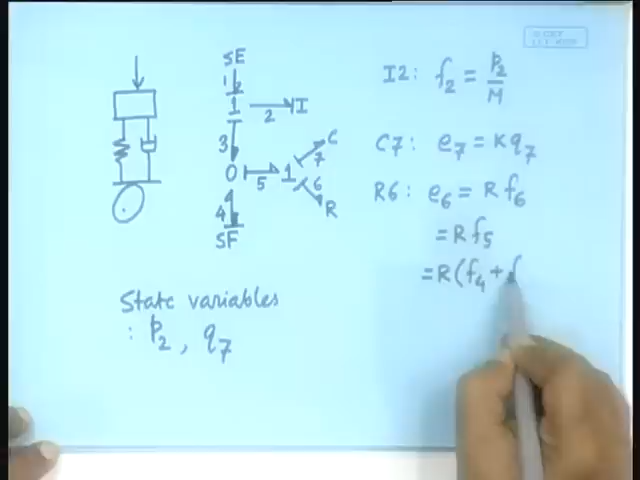 SE
1
1 I
2
3
C
7
0 1
5
6
R
4
SF
State variables
: p₂, q₇
I2: f₂ = p₂/M
C7: e₇ = Kq₇
R6: e₆ = R f₆
= R f₅
= R(f₄ + f